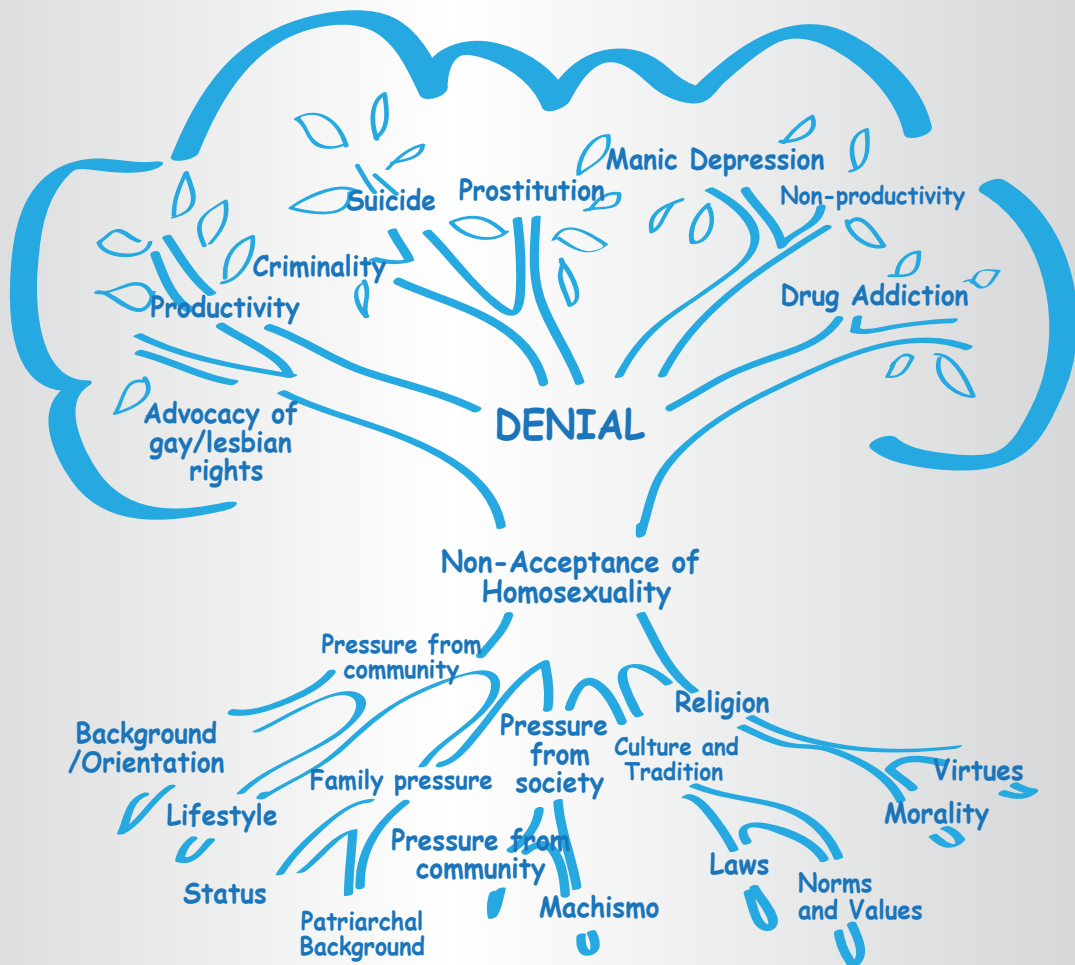 Manic Depression
Suicide
Prostitution
Non-productivity
Criminality
Productivity
Drug Addiction
Advocacy of
gay/lesbian
rights
DENIAL
Non-Acceptance of
Homosexuality
Pressure from
community
Religion
Background
/Orientation
Pressure
from
society
Culture and
Tradition
Family pressure
Virtues
Lifestyle
Morality
Pressure from
community
Laws
Status
Norms
and Values
Machismo
Patriarchal
Background